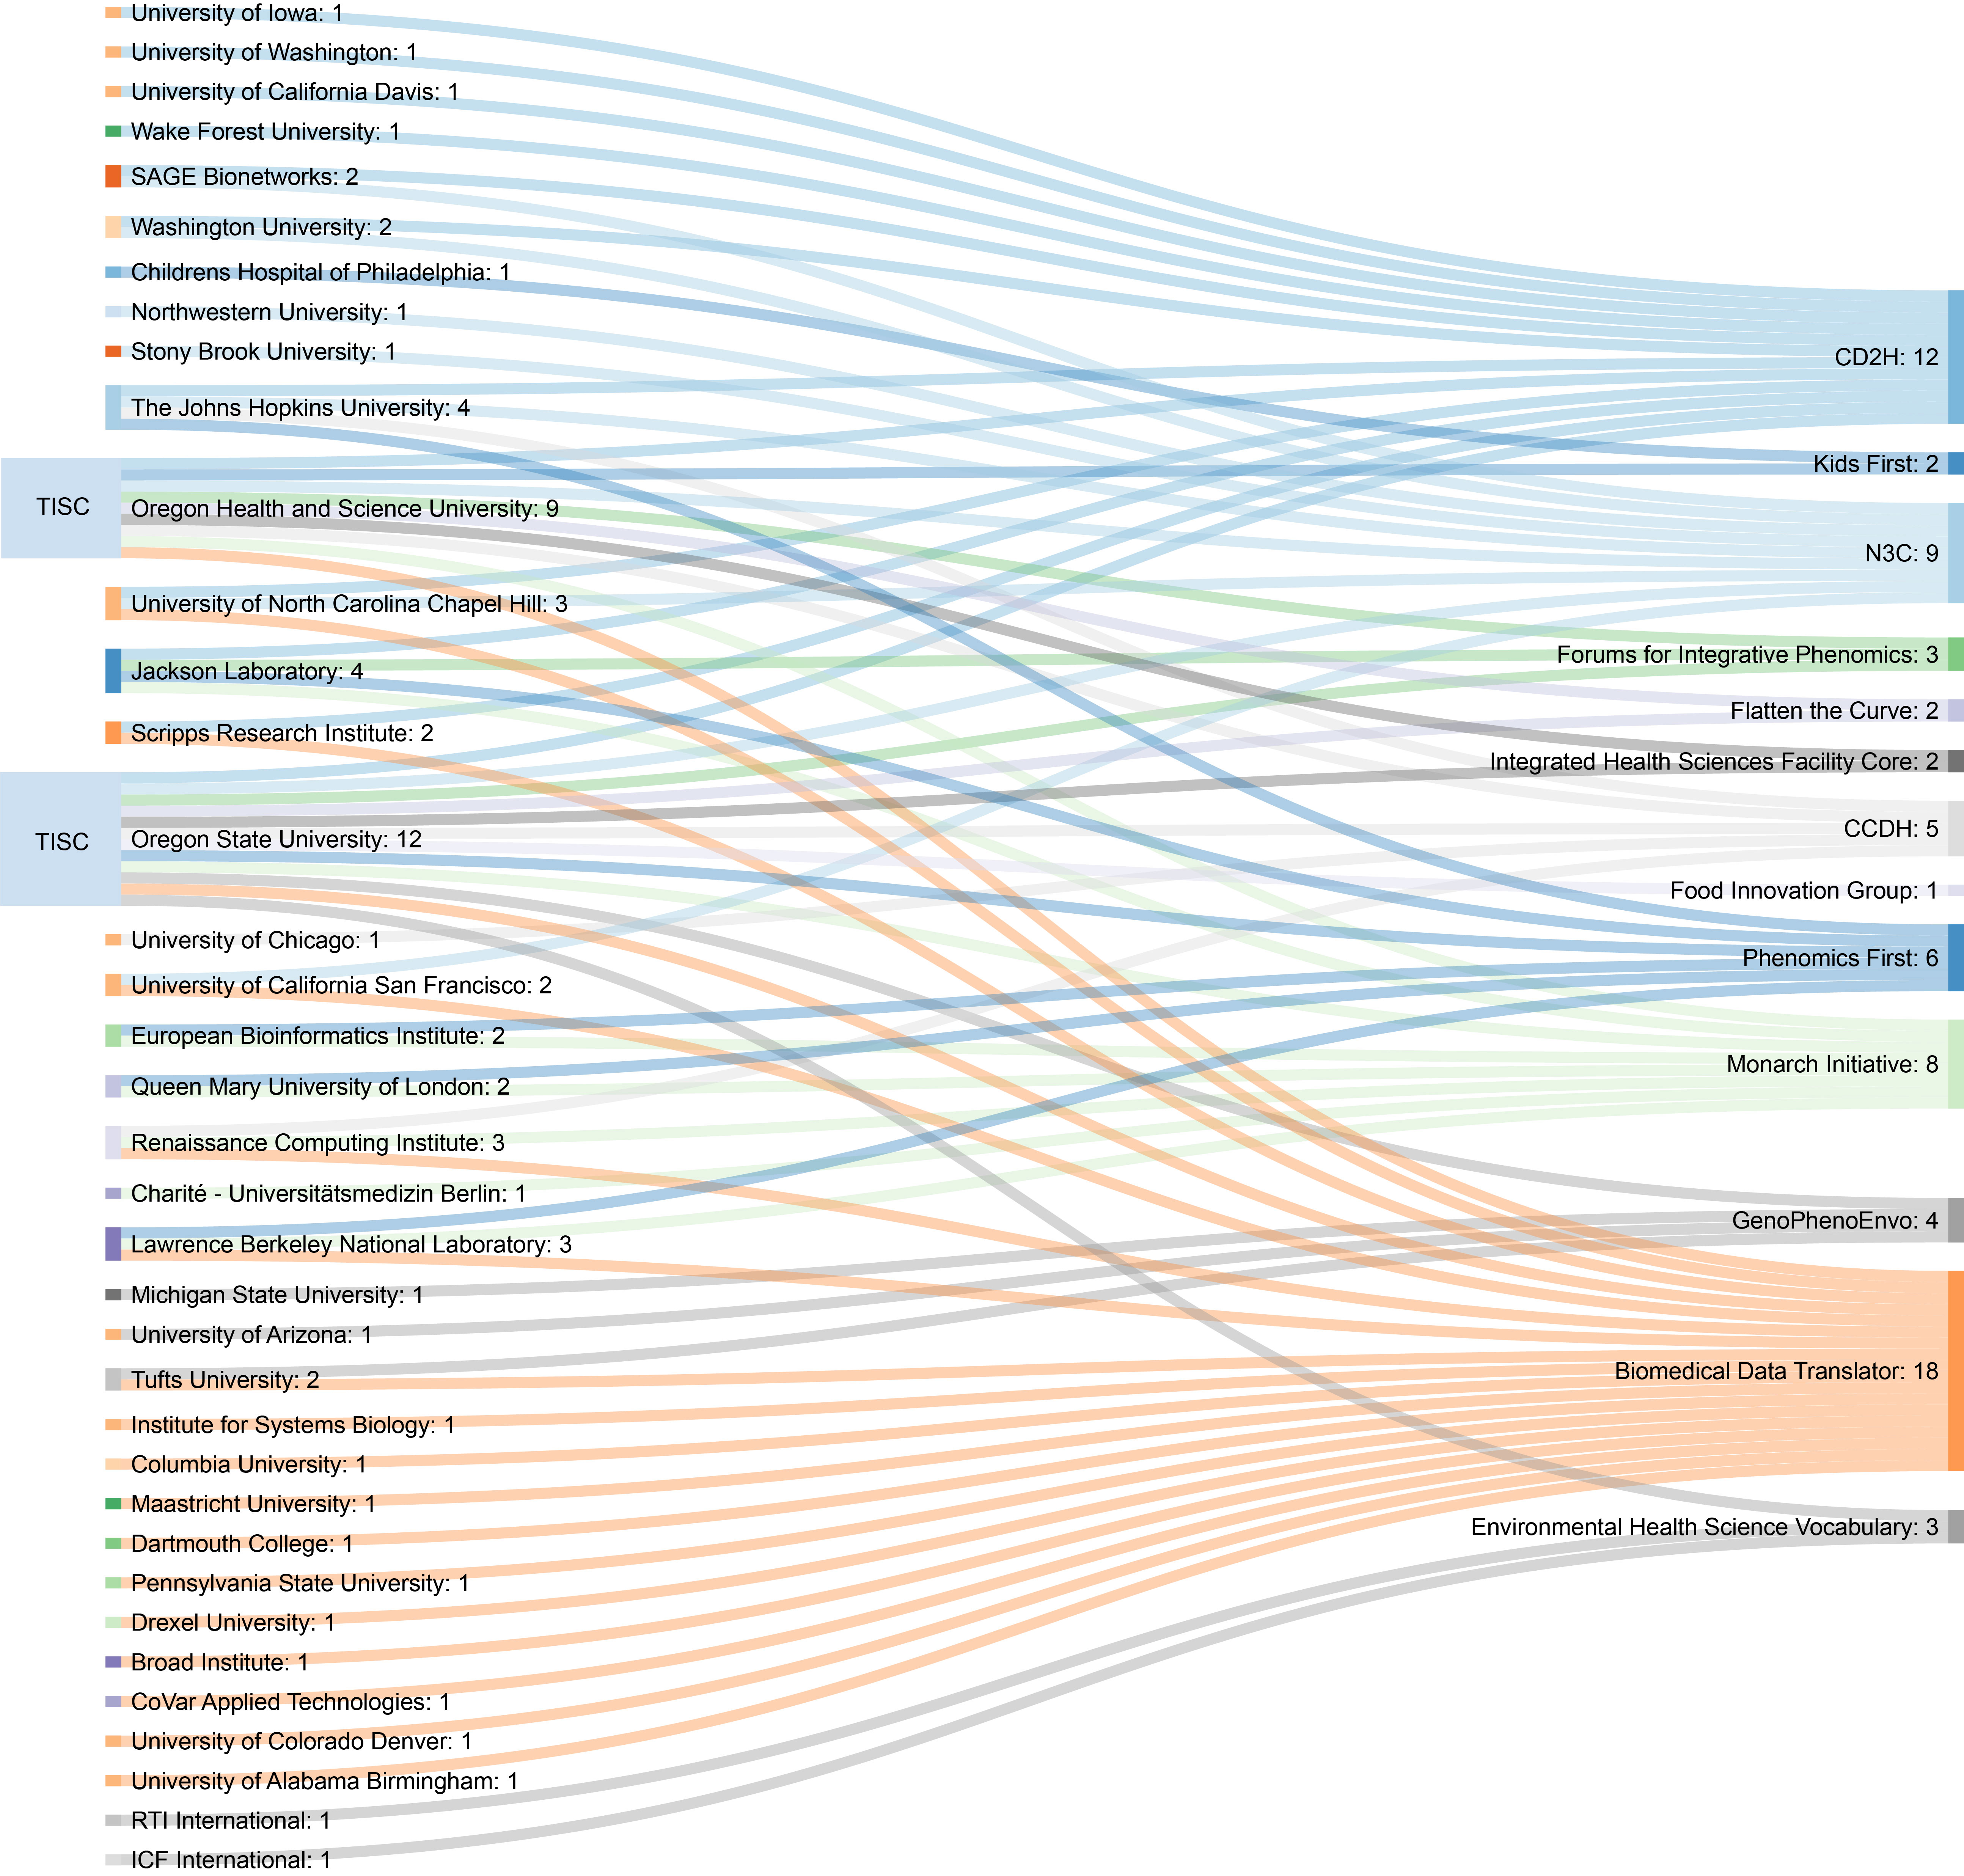 University of Iowa: 1
University of Washington: 1
University of California Davis: 1
Wake Forest University: 1
SAGE Bionetworks: 2
Washington University: 2
Childrens Hospital of Philadelphia: 1
Northwestern University: 1
Stony Brook University: 1
The Johns Hopkins University: 4
TISC
Oregon Health and Science University: 9
University of North Carolina Chapel Hill: 3
Jackson Laboratory: 4
Scripps Research Institute: 2
TISC
Oregon State University: 12
University of Chicago: 1
University of California San Francisco: 2
European Bioinformatics Institute: 2
Queen Mary University of London: 2
Renaissance Computing Institute: 3
Charité - Universitätsmedizin Berlin: 1
Lawrence Berkeley National Laboratory: 3
Michigan State University: 1
University of Arizona: 1
Tufts University: 2
Institute for Systems Biology: 1
Columbia University: 1
Maastricht University: 1
Dartmouth College: 1
Pennsylvania State University: 1
Drexel University: 1
Broad Institute: 1
CoVar Applied Technologies: 1
University of Colorado Denver: 1
University of Alabama Birmingham: 1
RTI International: 1
ICF International: 1
CD2H: 12
Kids First: 2
N3C: 9
Forums for Integrative Phenomics: 3
Flatten the Curve: 2
Integrated Health Sciences Facility Core: 2
CCDH: 5
Food Innovation Group: 1
Phenomics First: 6
Monarch Initiative: 8
GenoPhenoEnvo: 4
Biomedical Data Translator: 18
Environmental Health Science Vocabulary: 3